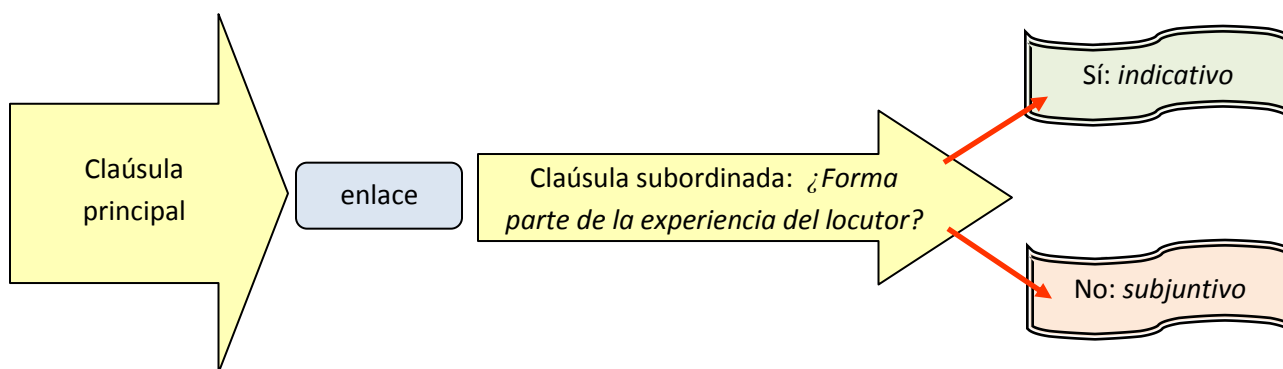 Claúsula
principal
enlace
Claúsula subordinada: ¿Forma
parte de la experiencia del locutor?
Sí: indicativo
No: subjuntivo